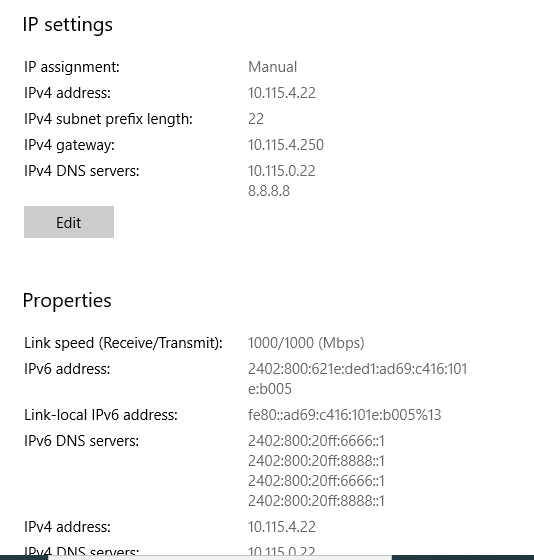 IP settings
IP assignment: Manual
IPv4 address: 10.115.4.22
IPv4 subnet prefix length: 22
IPv4 gateway: 10.115.4.250
IPv4 DNS servers: 10.115.0.22
8.8.8.8
Edit
Properties
Link speed (Receive/Transmit): 1000/1000 (Mbps)
IPv6 address: 2402:800:621e:ded1:ad69:c416:101
e:b005
Link-local IPv6 address: fe80::ad69:c416:101e:b005%13
IPv6 DNS servers: 2402:800:20ff:6666::1
2402:800:20ff:8888::1
2402:800:20ff:6666::1
2402:800:20ff:8888::1
IPv4 address: 10.115.4.22
IPv4 DNS servers: 10.115.0.22